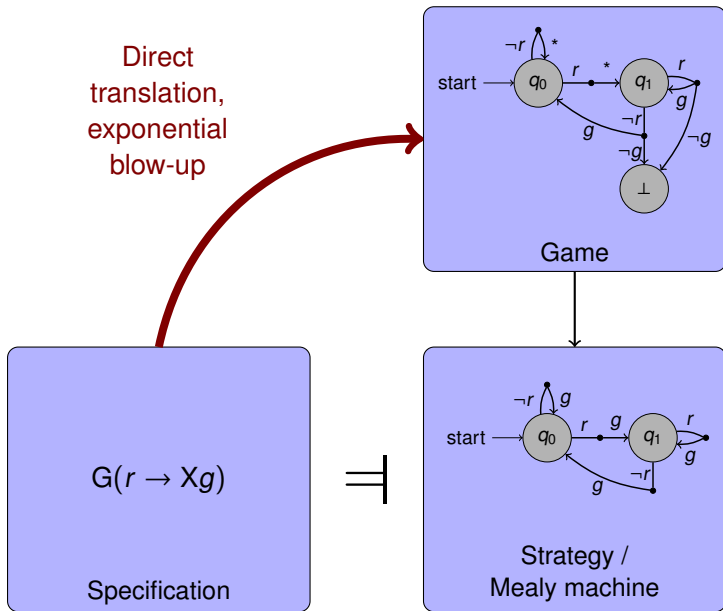 Direct
translation,
exponential
blow-up
¬r *
start q0 r * q1 r
g
¬r
g
¬g ¬g
⊥
Game
G(r → Xg)
Specification
⊣
¬r g
start q0 r g q1 r
g
¬r
g
Strategy /
Mealy machine